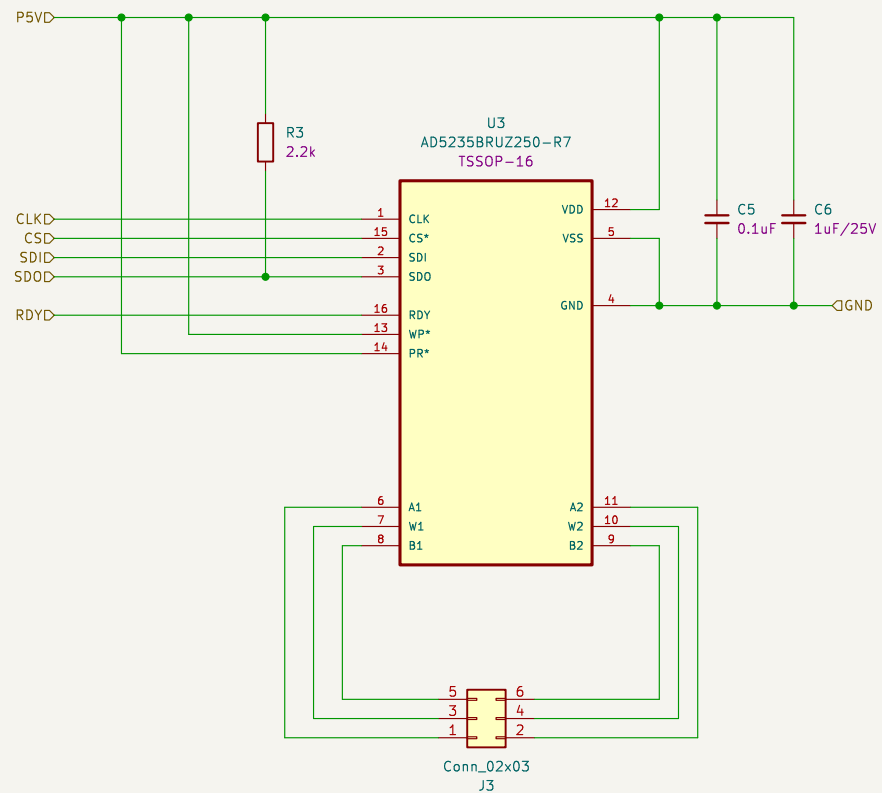 P5V
R3
2.2k
U3
AD5235BRUZ250-R7
TSSOP-16
CLK 1 CLK
CS 15 CS*
SDI 2 SDI
SDO 3 SDO
RDY 16 RDY
13 WP*
14 PR*
VDD 12
VSS 5
GND 4
C5
0.1uF
C6
1uF/25V
GND
6 A1
7 W1
8 B1
A2 11
W2 10
B2 9
5 6
3 4
1 2
Conn_02x03
J3